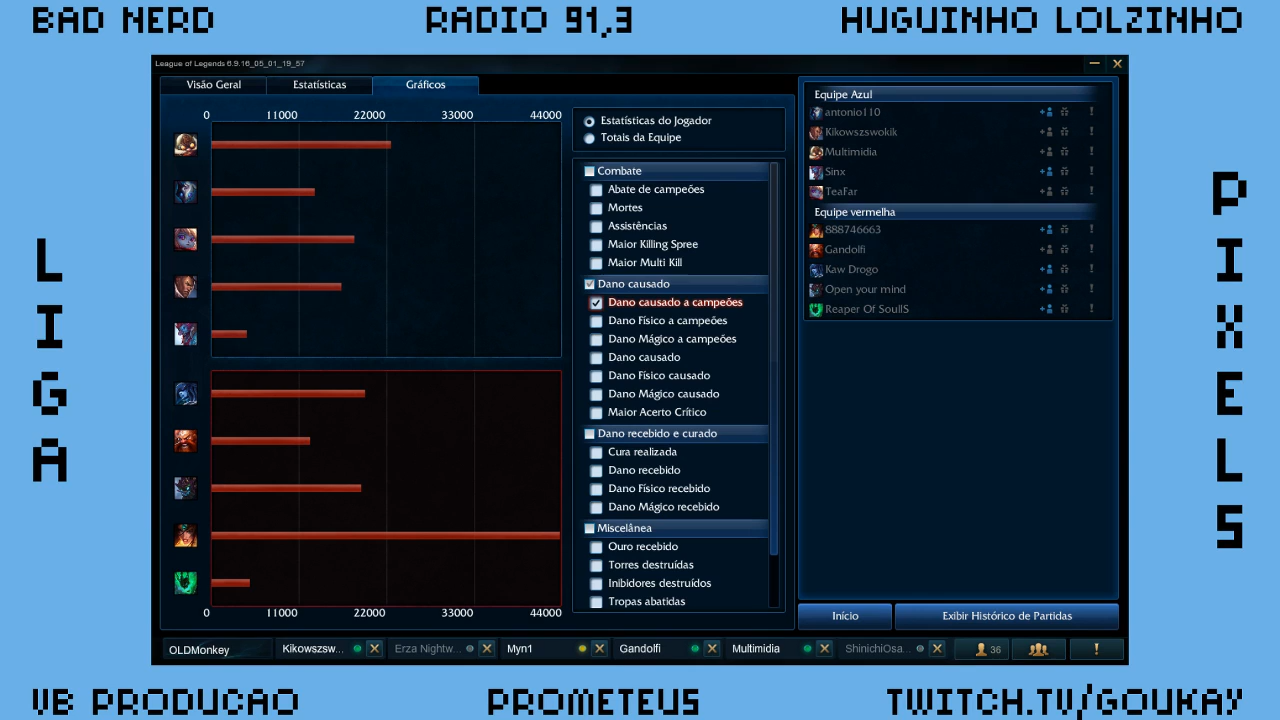 BAD NERD
RADIO 91,3
HUGUINHO LOLZINHO
LIGA
PIXELS
League of Legends 6.9.16_05_01_19_57
Visão Geral
Estatísticas
Gráficos
0 11000 22000 33000 44000
0 11000 22000 33000 44000
Estatísticas do Jogador
Totais da Equipe
Combate
Abate de campeões
Mortes
Assistências
Maior Killing Spree
Maior Multi Kill
Dano causado
Dano causado a campeões
Dano Físico a campeões
Dano Mágico a campeões
Dano causado
Dano Físico causado
Dano Mágico causado
Maior Acerto Crítico
Dano recebido e curado
Cura realizada
Dano recebido
Dano Físico recebido
Dano Mágico recebido
Miscelânea
Ouro recebido
Torres destruídas
Inibidores destruídos
Tropas abatidas
Equipe Azul
antonio110
Kikowszswokik
Multimidia
Sinx
TeaFar
Equipe vermelha
888746663
Gandolfi
Kaw Drogo
Open your mind
Reaper Of SoullS
Início
Exibir Histórico de Partidas
OLDMonkey
Kikowszsw...
Erza Nightw...
Myn1
Gandolfi
Multimidia
ShinichiOsa...
36
VB PRODUCAO
PROMETEUS
TWITCH.TV/GOUKAY